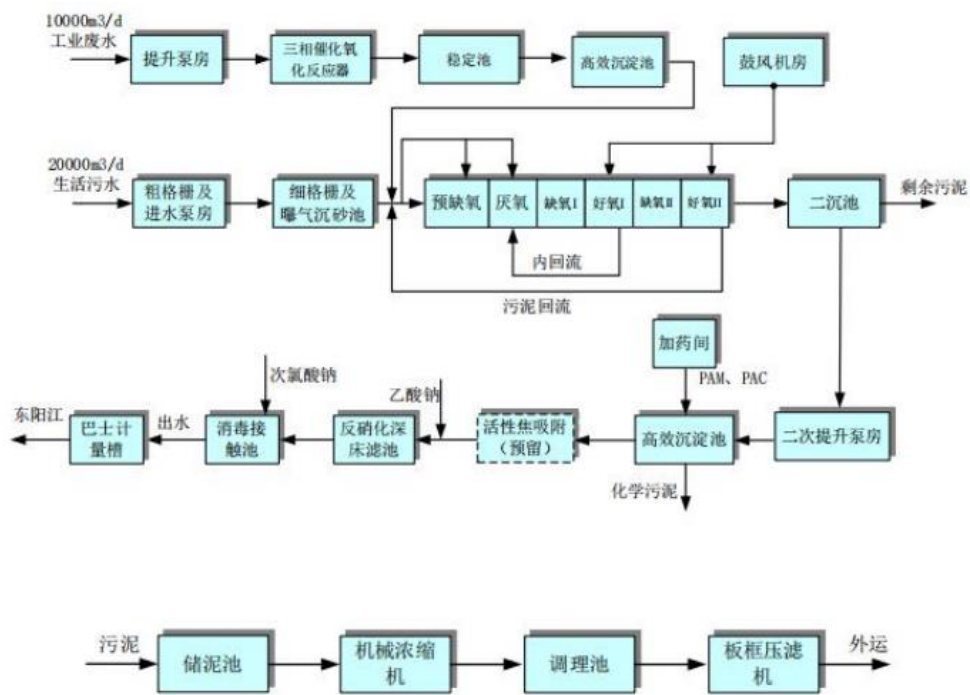 10000m3/d
工业废水
提升泵房
三相催化氧
化反应器
稳定池
高效沉淀池
鼓风机房
20000m3/d
生活污水
粗格栅及
进水泵房
细格栅及
曝气沉砂池
预缺氧
厌氧
缺氧I
好氧I
缺氧II
好氧II
二沉池
剩余污泥
内回流
污泥回流
加药间
PAM、PAC
次氯酸钠
乙酸钠
东阳江
巴士计
量槽
出水
消毒接
触池
反硝化深
床滤池
活性焦吸附
(预留)
高效沉淀池
二次提升泵房
化学污泥
污泥
储泥池
机械浓缩
机
调理池
板框压滤
机
外运